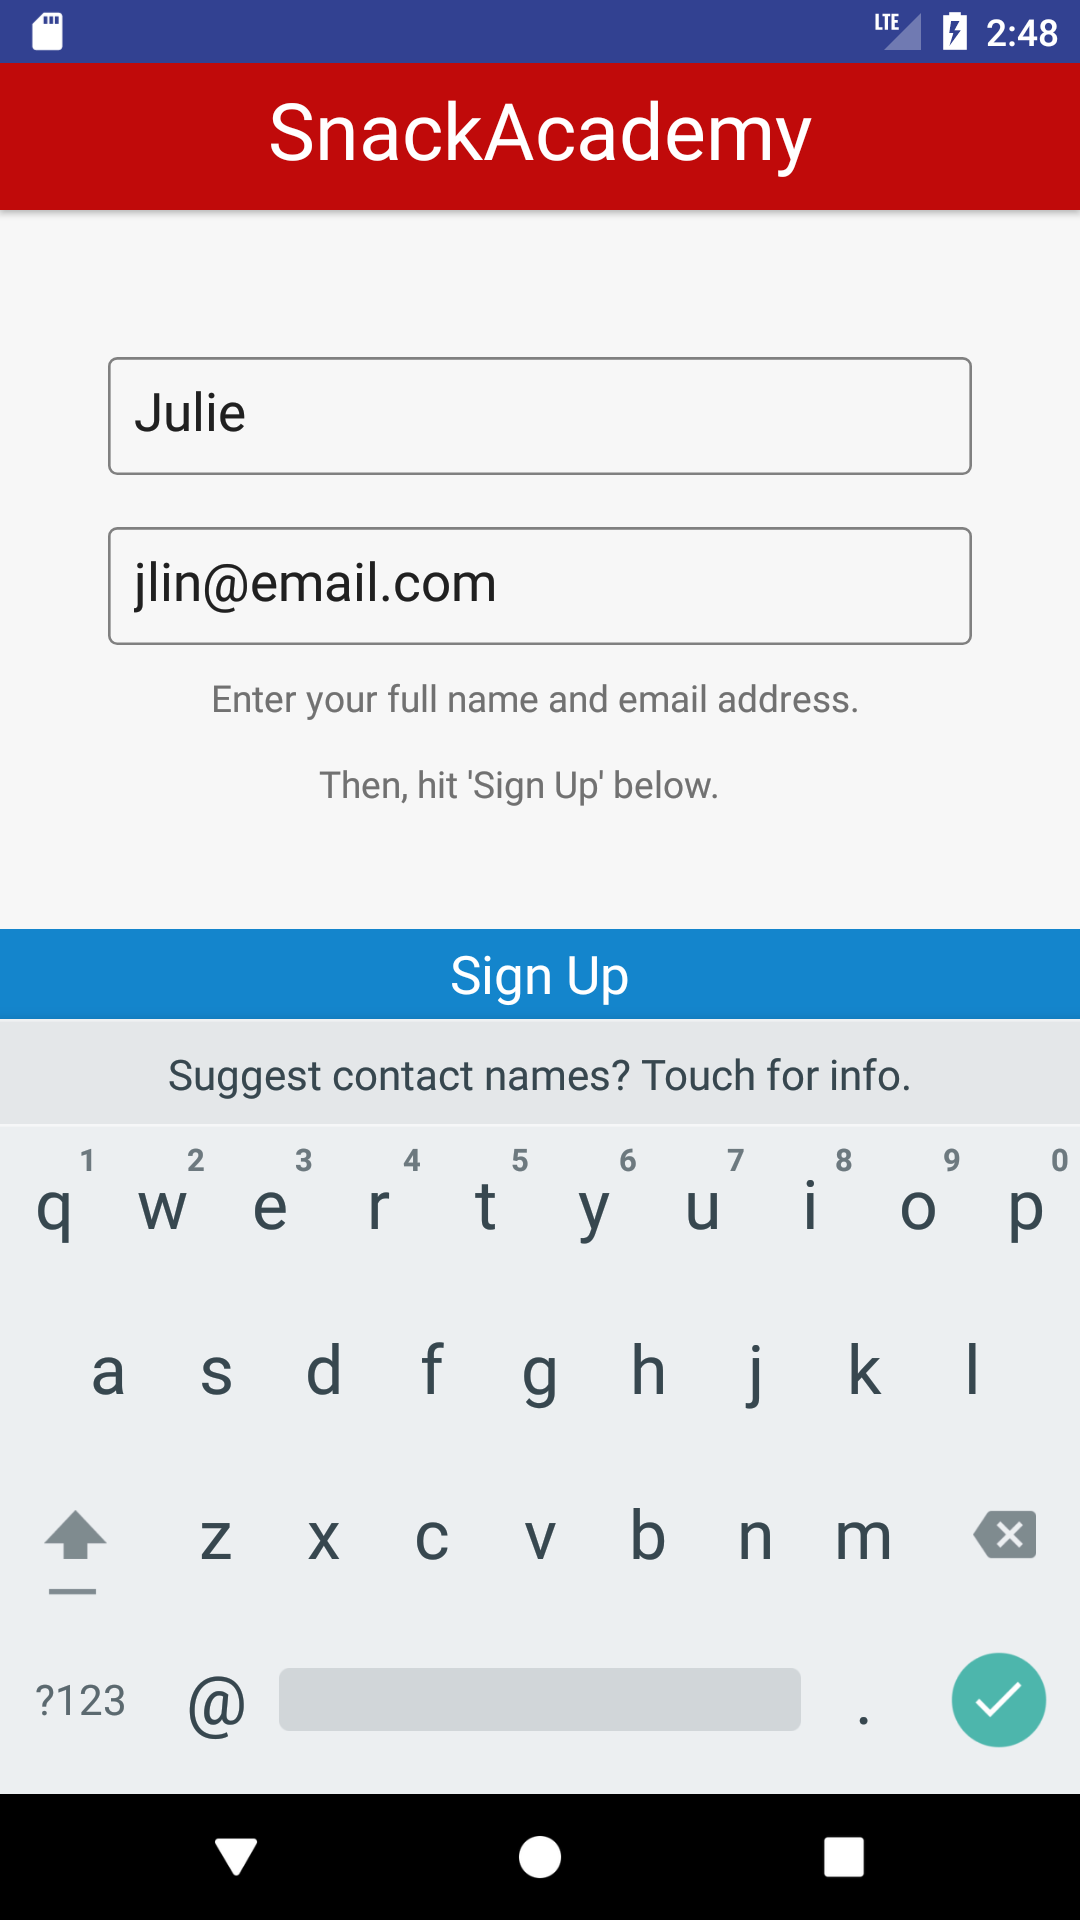 LTE 2:48
SnackAcademy
Julie
jlin@email.com
Enter your full name and email address.
Then, hit 'Sign Up' below.
Sign Up
Suggest contact names? Touch for info.
1 2 3 4 5 6 7 8 9 0
q w e r t y u i o p
a s d f g h j k l
z x c v b n m
?123 @ .